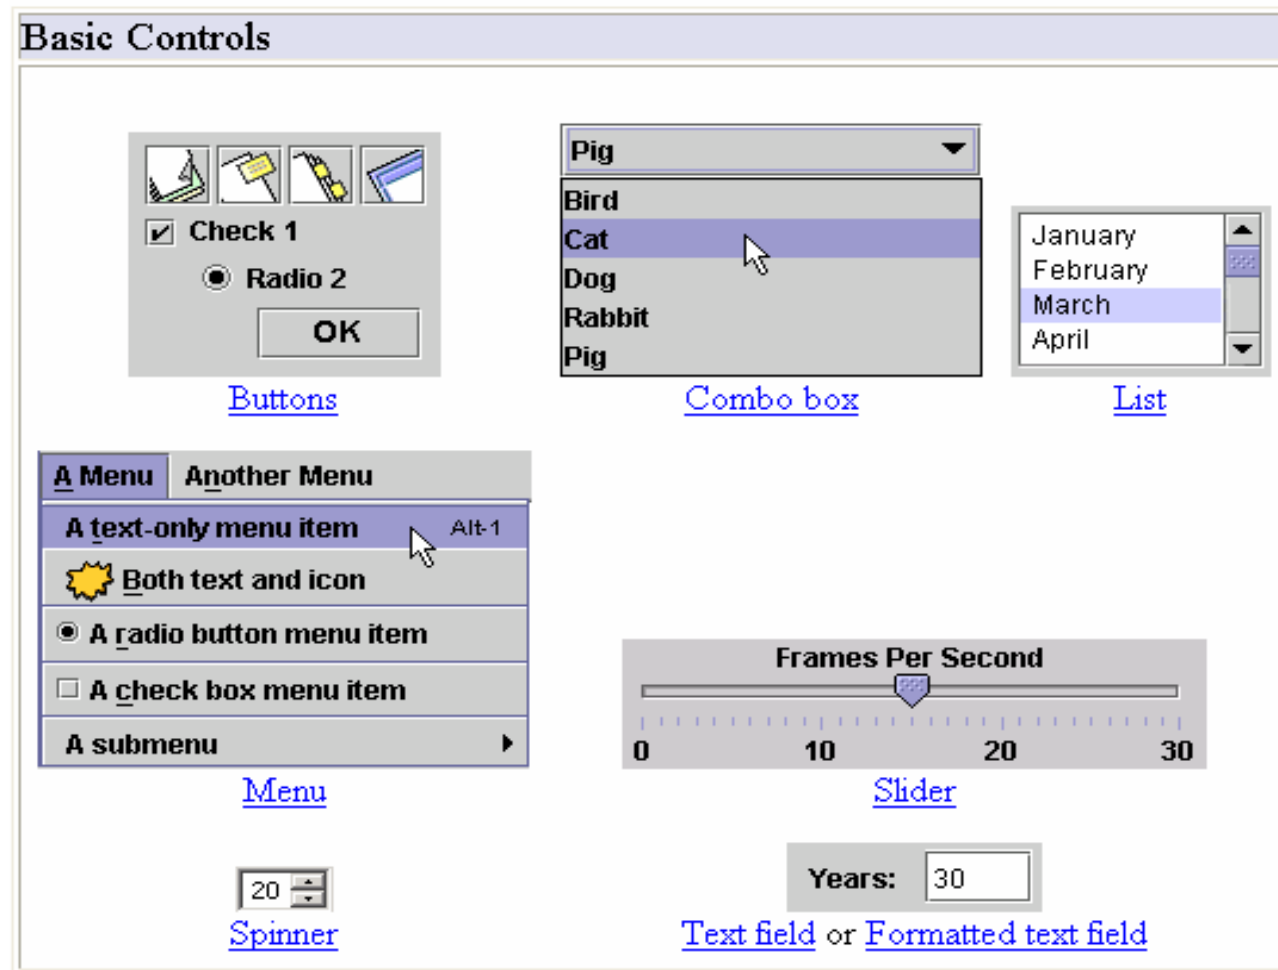 Basic Controls
Check 1
Radio 2
OK
Buttons
Pig
Bird
Cat
Dog
Rabbit
Pig
Combo box
January
February
March
April
List
A Menu Another Menu
A text-only menu item Alt-1
Both text and icon
A radio button menu item
A check box menu item
A submenu
Menu
Frames Per Second
0 10 20 30
Slider
20
Spinner
Years: 30
Text field or Formatted text field